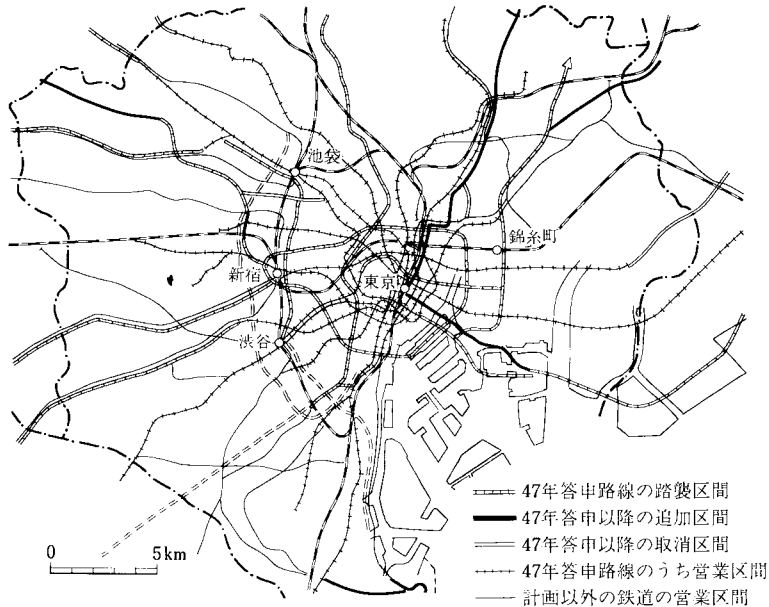 池袋
錦糸町
新宿
東京
渋谷
47年答申路線の踏襲区間
47年答申以降の追加区間
47年答申以降の取消区間
47年答申路線のうち営業区間
計画以外の鉄道の営業区間
0 5km